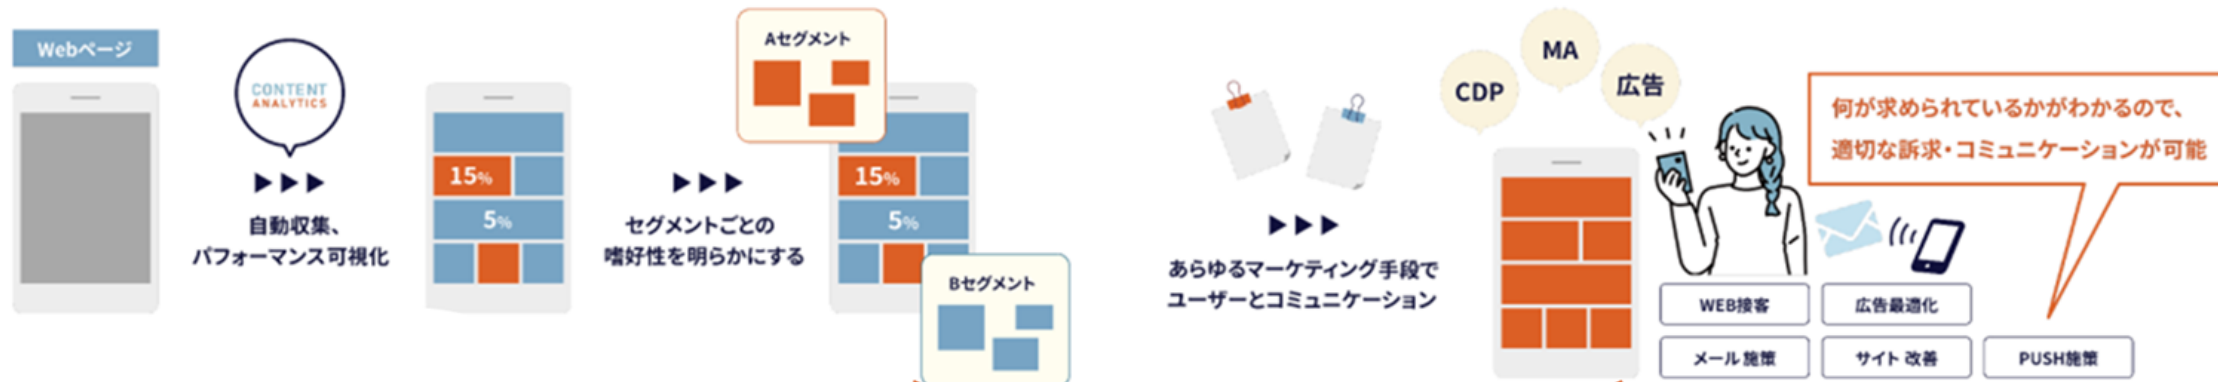 Webページ
CONTENT
ANALYTICS
自動収集、
パフォーマンス可視化
15%
5%
セグメントごとの
嗜好性を明らかにする
Aセグメント
15%
5%
Bセグメント
あらゆるマーケティング手段で
ユーザーとコミュニケーション
CDP
MA
広告
何が求められているかがわかるので、
適切な訴求・コミュニケーションが可能
WEB接客
広告最適化
メール 施策
サイト 改善
PUSH施策